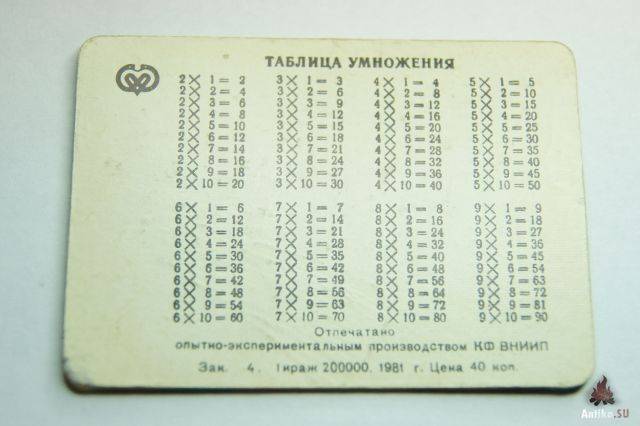 ТАБЛИЦА УМНОЖЕНИЯ
2 × 1 = 2 3 × 1 = 3 4 × 1 = 4 5 × 1 = 5
2 × 2 = 4 3 × 2 = 6 4 × 2 = 8 5 × 2 = 10
2 × 3 = 6 3 × 3 = 9 4 × 3 = 12 5 × 3 = 15
2 × 4 = 8 3 × 4 = 12 4 × 4 = 16 5 × 4 = 20
2 × 5 = 10 3 × 5 = 15 4 × 5 = 20 5 × 5 = 25
2 × 6 = 12 3 × 6 = 18 4 × 6 = 24 5 × 6 = 30
2 × 7 = 14 3 × 7 = 21 4 × 7 = 28 5 × 7 = 35
2 × 8 = 16 3 × 8 = 24 4 × 8 = 32 5 × 8 = 40
2 × 9 = 18 3 × 9 = 27 4 × 9 = 36 5 × 9 = 45
2 × 10 = 20 3 × 10 = 30 4 × 10 = 40 5 × 10 = 50
6 × 1 = 6 7 × 1 = 7 8 × 1 = 8 9 × 1 = 9
6 × 2 = 12 7 × 2 = 14 8 × 2 = 16 9 × 2 = 18
6 × 3 = 18 7 × 3 = 21 8 × 3 = 24 9 × 3 = 27
6 × 4 = 24 7 × 4 = 28 8 × 4 = 32 9 × 4 = 36
6 × 5 = 30 7 × 5 = 35 8 × 5 = 40 9 × 5 = 45
6 × 6 = 36 7 × 6 = 42 8 × 6 = 48 9 × 6 = 54
6 × 7 = 42 7 × 7 = 49 8 × 7 = 56 9 × 7 = 63
6 × 8 = 48 7 × 8 = 56 8 × 8 = 64 9 × 8 = 72
6 × 9 = 54 7 × 9 = 63 8 × 9 = 72 9 × 9 = 81
6 × 10 = 60 7 × 10 = 70 8 × 10 = 80 9 × 10 = 90
Отпечатано
опытно-экспериментальным производством КФ ВНИИП
Зак. 4. Тираж 200000. 1981 г. Цена 40 коп.
Antiko.SU